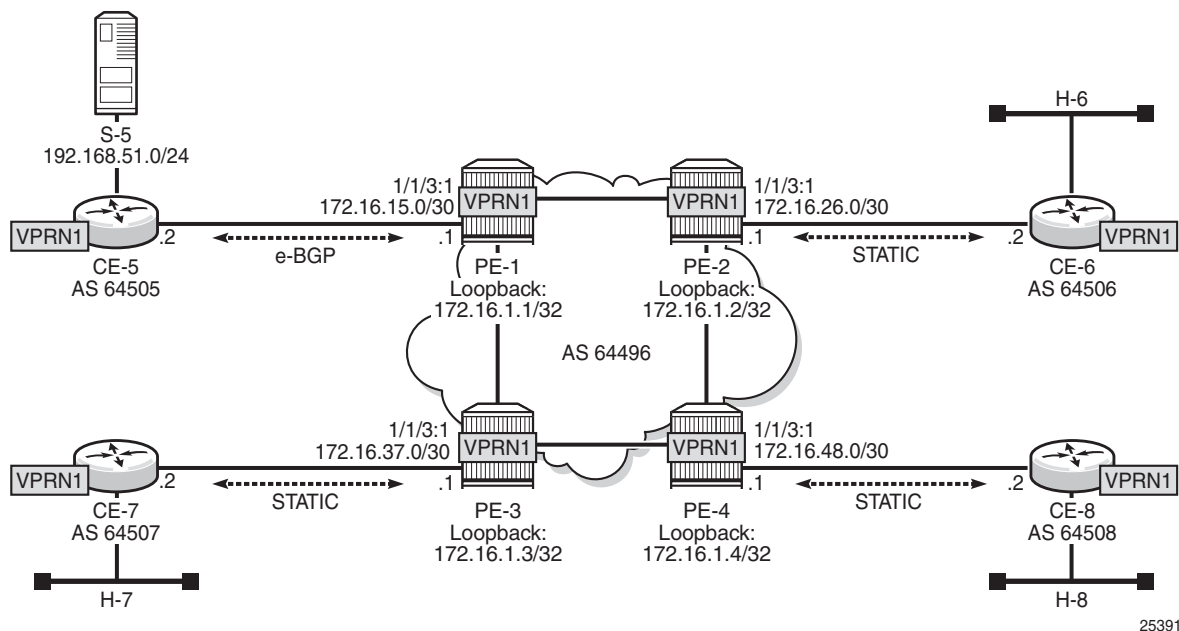 S-5
192.168.51.0/24
VPRN1
.2
CE-5
AS 64505
e-BGP
1/1/3:1
172.16.15.0/30
VPRN1
.1
PE-1
Loopback:
172.16.1.1/32
VPRN1
1/1/3:1
172.16.26.0/30
.1
PE-2
Loopback:
172.16.1.2/32
STATIC
H-6
.2
VPRN1
CE-6
AS 64506
AS 64496
VPRN1
.2
CE-7
AS 64507
H-7
STATIC
1/1/3:1
172.16.37.0/30
VPRN1
.1
PE-3
Loopback:
172.16.1.3/32
VPRN1
1/1/3:1
172.16.48.0/30
.1
PE-4
Loopback:
172.16.1.4/32
STATIC
.2
VPRN1
CE-8
AS 64508
H-8
25391